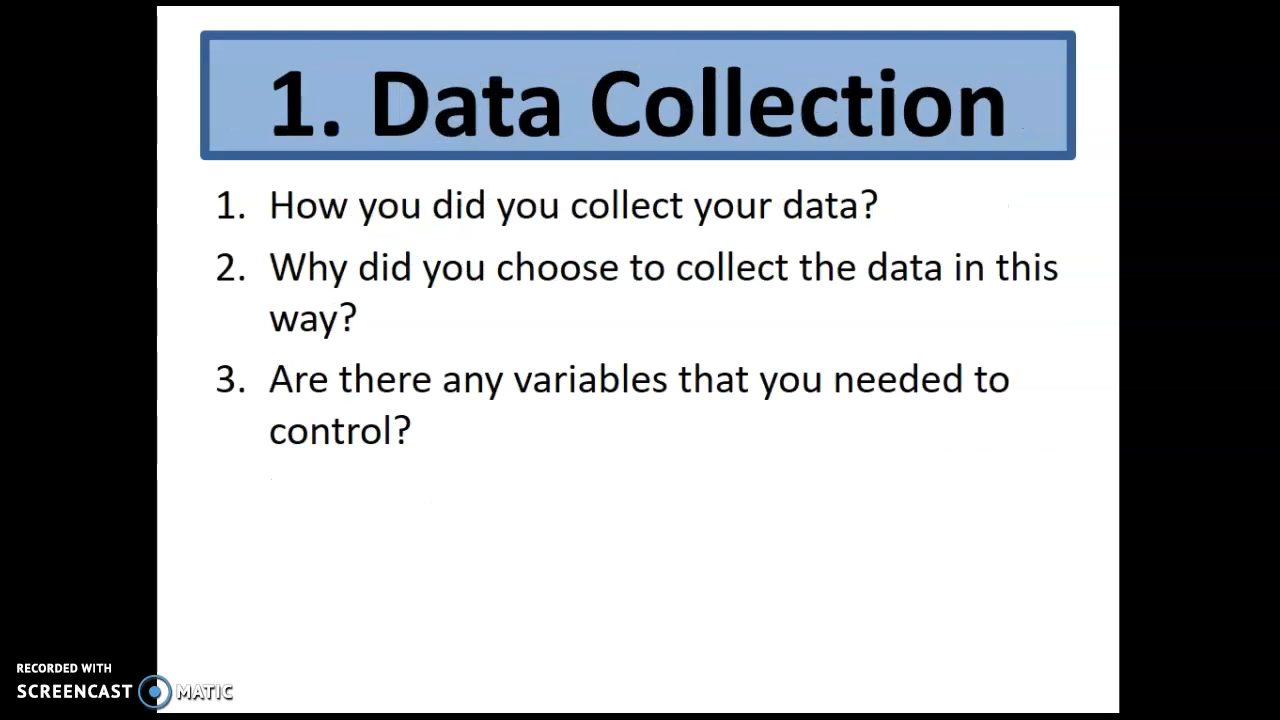 1. Data Collection
1. How you did you collect your data?
2. Why did you choose to collect the data in this
way?
3. Are there any variables that you needed to
control?
RECORDED WITH
SCREENCAST MATIC